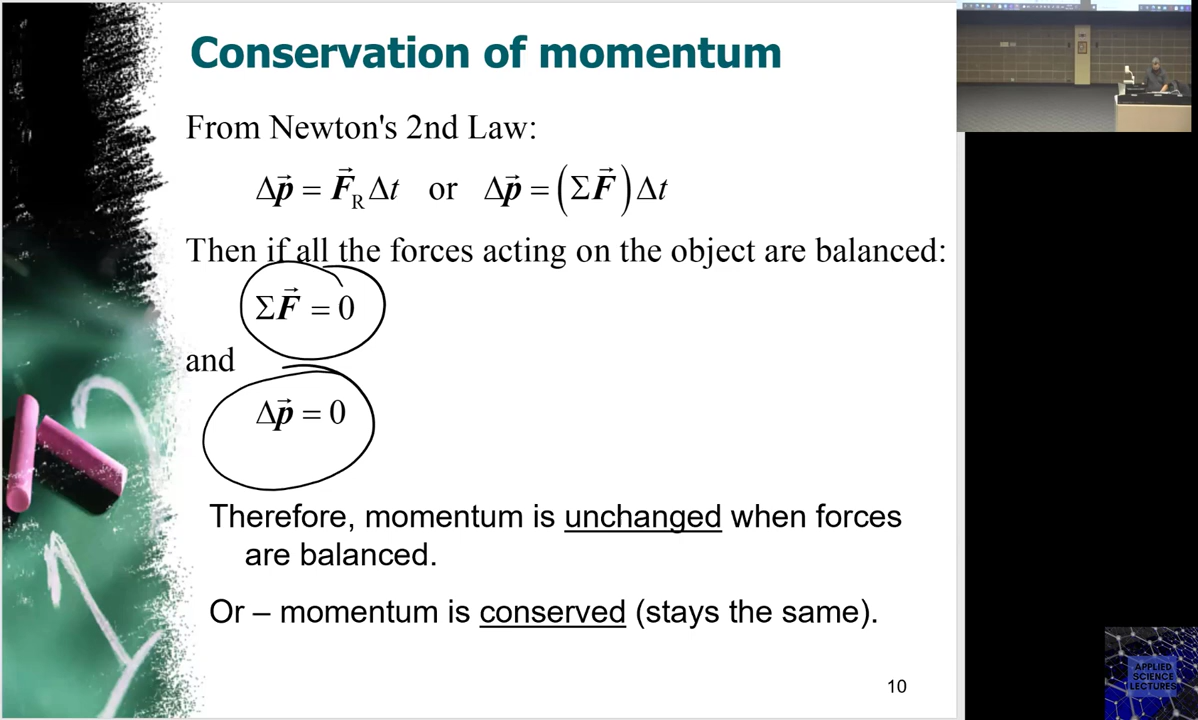 Conservation of momentum
From Newton's 2nd Law:
Δp⃗ = F⃗_R Δt or Δp⃗ = (ΣF⃗)Δt
Then if all the forces acting on the object are balanced:
ΣF⃗ = 0
and
Δp⃗ = 0
Therefore, momentum is unchanged when forces
are balanced.
Or – momentum is conserved (stays the same).
10
APPLIED
SCIENCE
LECTURES